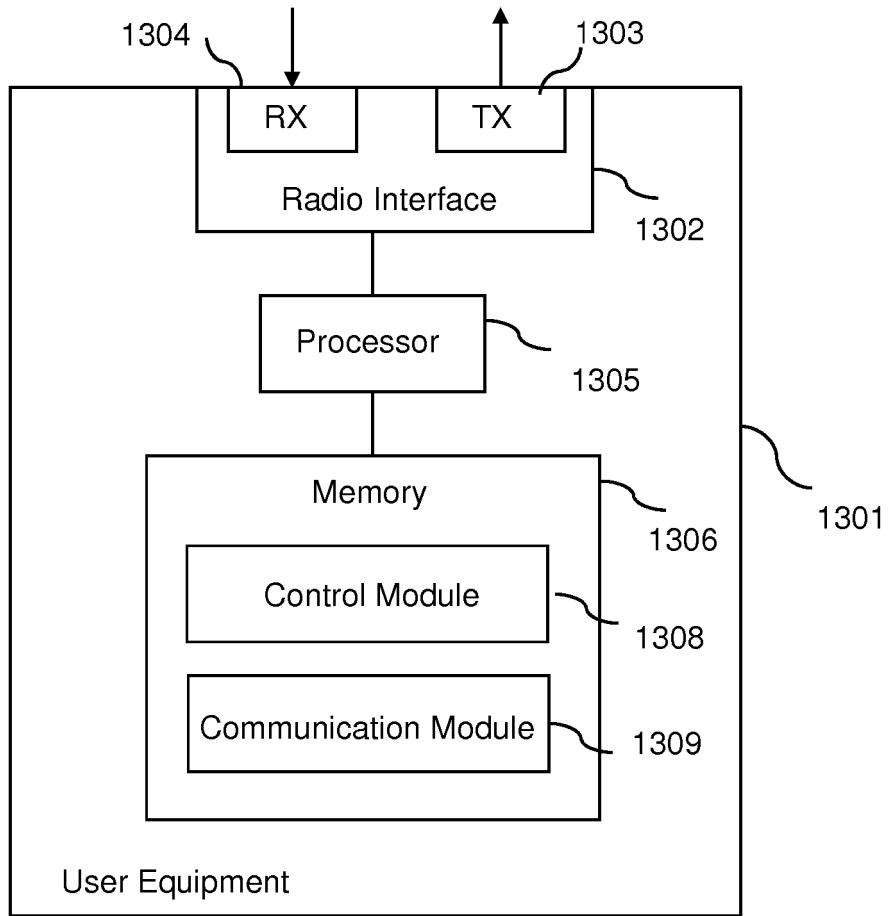 1304
1303
RX
TX
Radio Interface
1302
Processor
1305
Memory
1306
1301
Control Module
1308
Communication Module
1309
User Equipment